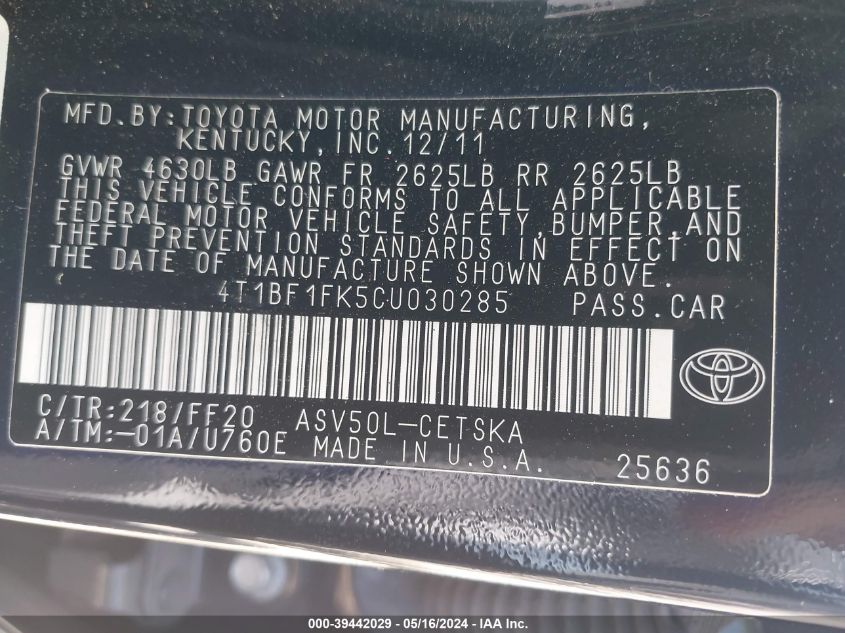 MFD.BY:TOYOTA MOTOR MANUFACTURING,
KENTUCKY,INC.12/11
GVWR 4630LB GAWR FR 2625LB RR 2625LB
THIS VEHICLE CONFORMS TO ALL APPLICABLE
FEDERAL MOTOR VEHICLE SAFETY,BUMPER,AND
THEFT PREVENTION STANDARDS IN EFFECT ON
THE DATE OF MANUFACTURE SHOWN ABOVE.
4T1BF1FK5CU030285 PASS.CAR
C/TR:218/FF20 ASV50L-CETSKA
A/TM:-01A/U760E MADE IN U.S.A. 25636
000-39442029 - 05/16/2024 - IAA Inc.